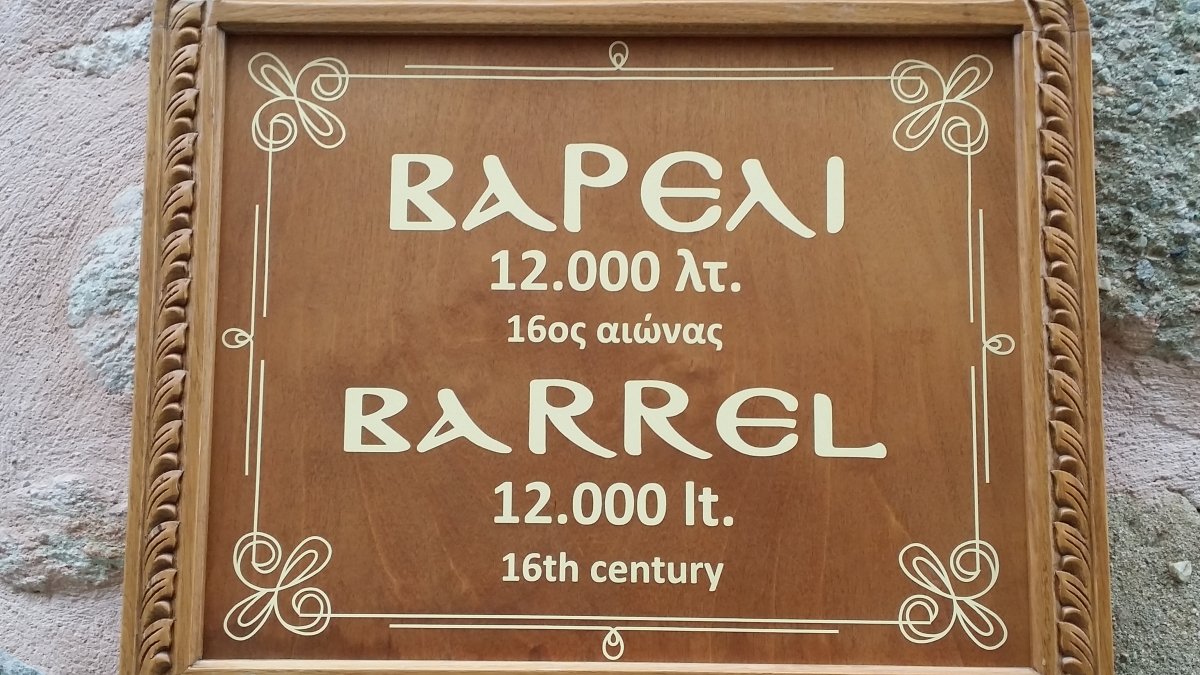 ΒΑΡΕΛΙ
12.000 λτ.
16ος αιώνας
BARREL
12.000 lt.
16th century